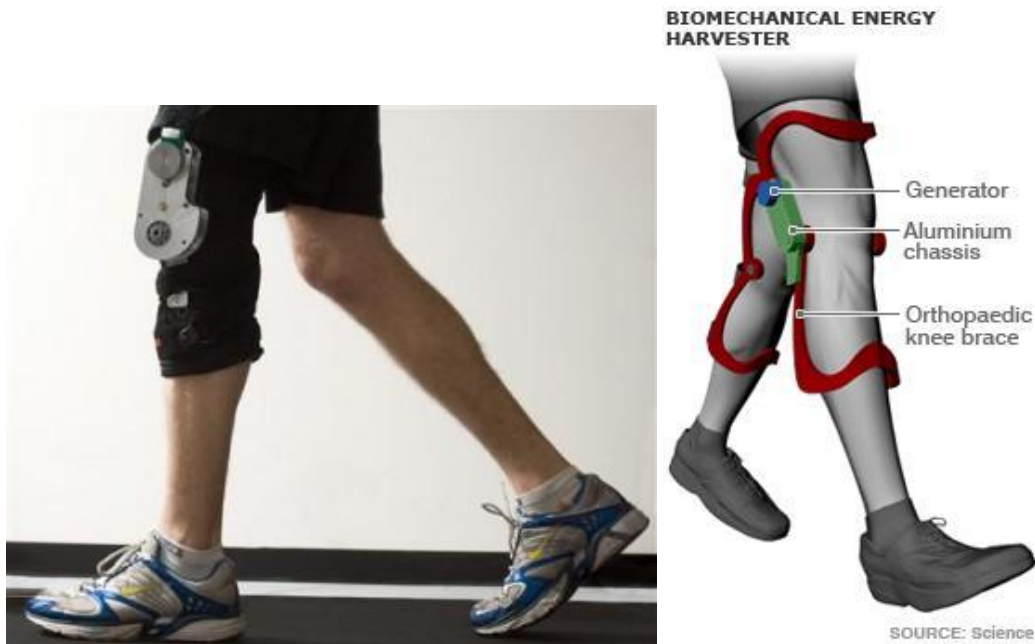 BIOMECHANICAL ENERGY
HARVESTER
Generator
Aluminium
chassis
Orthopaedic
knee brace
SOURCE: Science